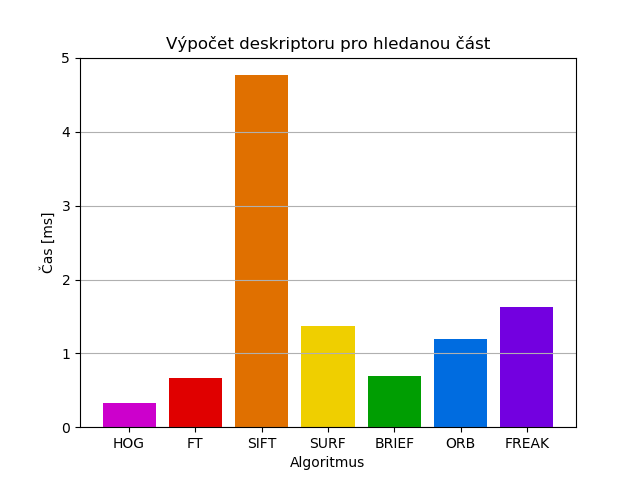 Výpočet deskriptoru pro hledanou část
5
4
3
2
1
0
Čas [ms]
HOG FT SIFT SURF BRIEF ORB FREAK
Algoritmus